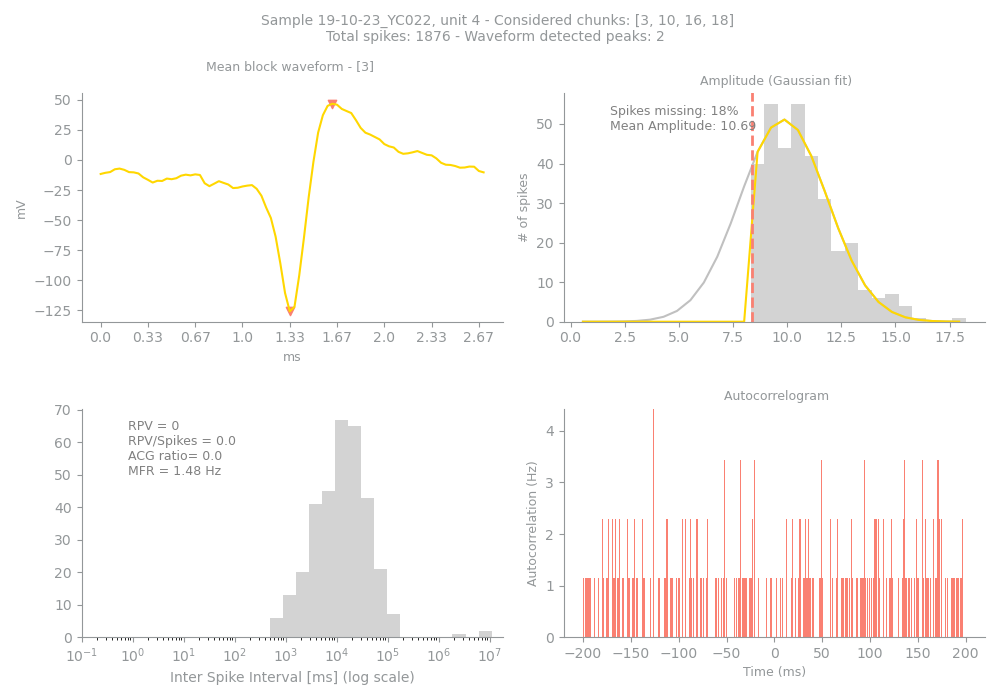 Sample 19-10-23_YC022, unit 4 - Considered chunks: [3, 10, 16, 18]
Total spikes: 1876 - Waveform detected peaks: 2
Mean block waveform - [3]
50
25
0
−25
−50
−75
−100
−125
mV
0.0 0.33 0.67 1.0 1.33 1.67 2.0 2.33 2.67
ms
Amplitude (Gaussian fit)
Spikes missing: 18%
Mean Amplitude: 10.69
50
40
30
20
10
0
# of spikes
0.0 2.5 5.0 7.5 10.0 12.5 15.0 17.5
70
60
50
40
30
20
10
0
RPV = 0
RPV/Spikes = 0.0
ACG ratio= 0.0
MFR = 1.48 Hz
10⁻¹ 10⁰ 10¹ 10² 10³ 10⁴ 10⁵ 10⁶ 10⁷
Inter Spike Interval [ms] (log scale)
Autocorrelogram
4
3
2
1
0
Autocorrelation (Hz)
−200 −150 −100 −50 0 50 100 150 200
Time (ms)